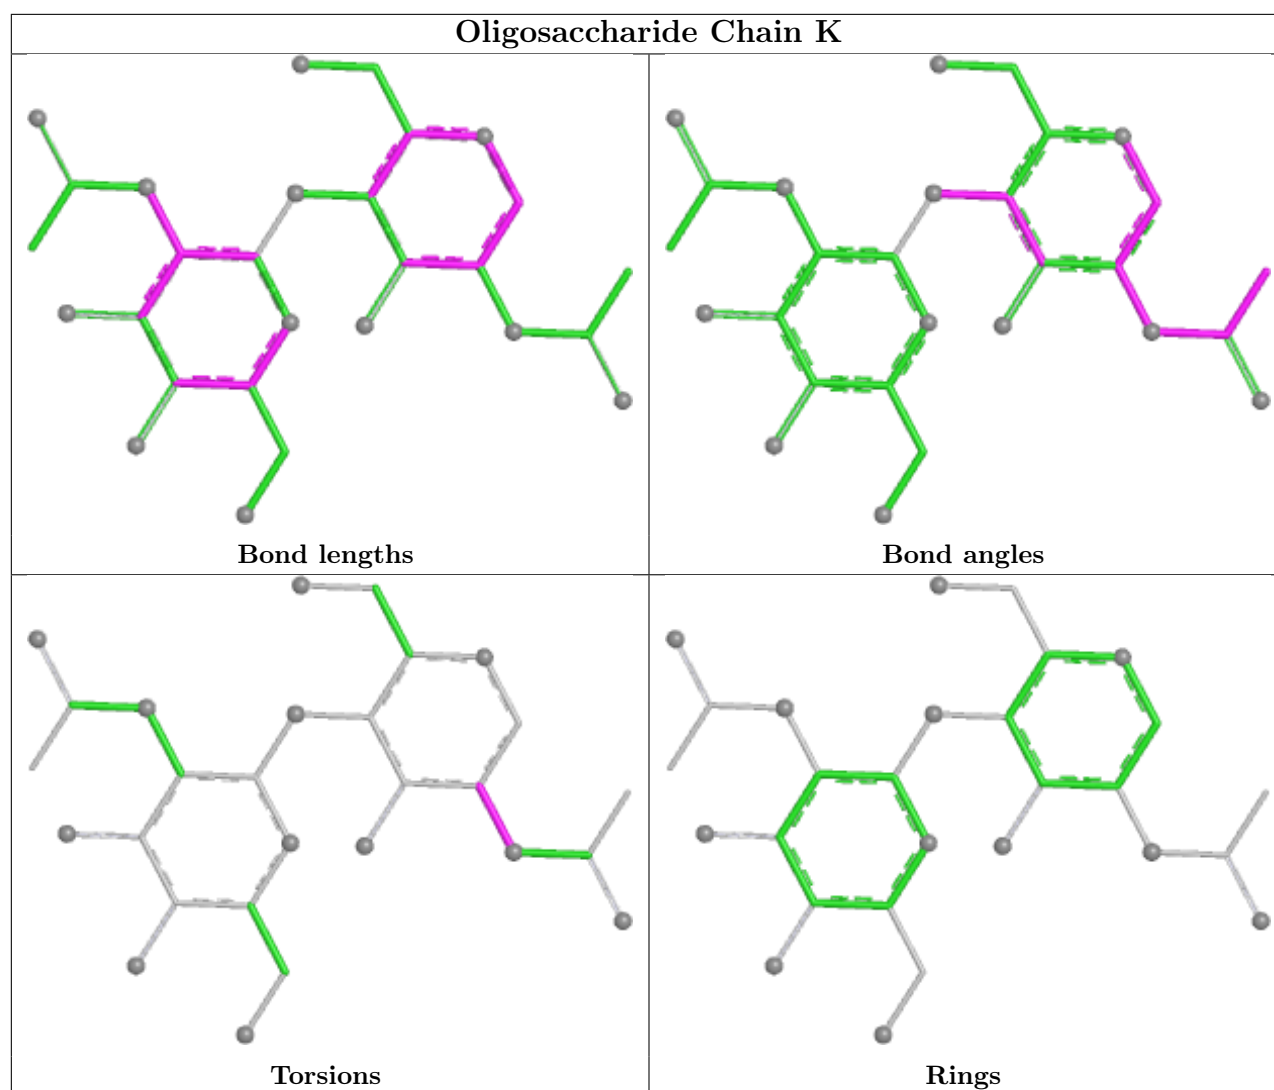 Oligosaccharide Chain K
Bond lengths
Bond angles
Torsions
Rings